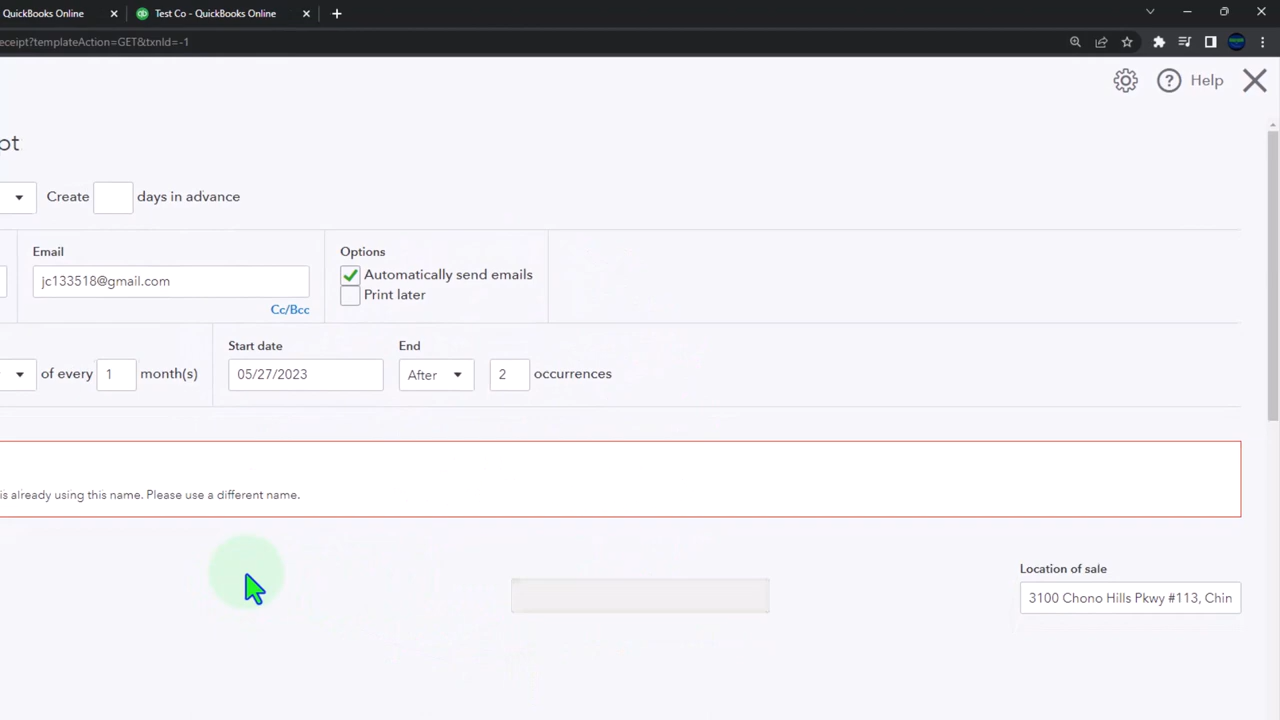 QuickBooks Online
Test Co - QuickBooks Online
eceipt?templateAction=GET&txnId=-1
Help
pt
Create days in advance
Email
Options
jc133518@gmail.com
Automatically send emails
Print later
Cc/Bcc
Start date
End
of every 1 month(s)
05/27/2023
After
2 occurrences
is already using this name. Please use a different name.
Location of sale
3100 Chono Hills Pkwy #113, Chin